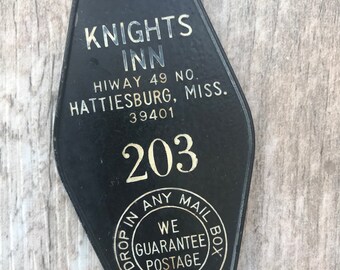 KNIGHTS
INN
HIWAY 49 NO.
HATTIESBURG, MISS.
39401
203
DROP IN ANY MAIL BOX
WE
GUARANTEE
POSTAGE